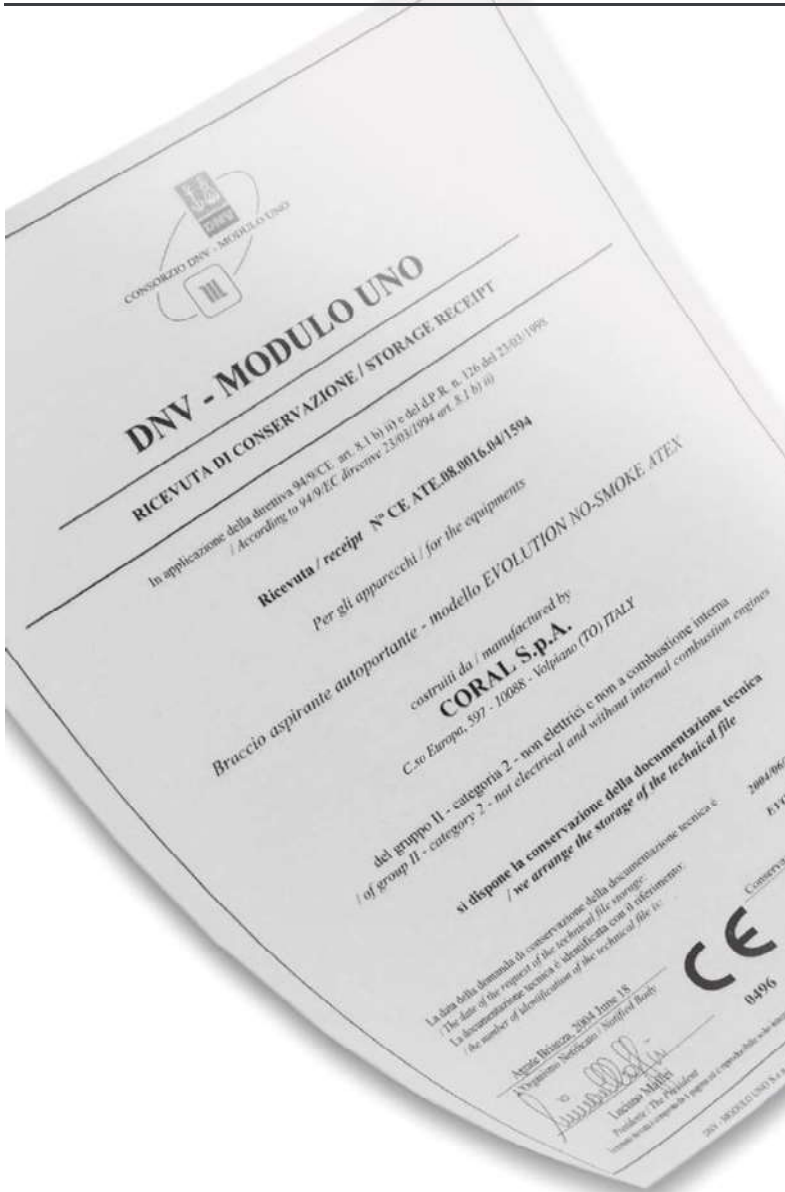 DNV
CONSORZIO DNV - MODULO UNO
DNV - MODULO UNO
RICEVUTA DI CONSERVAZIONE / STORAGE RECEIPT
In applicazione della direttiva 94/9/CE art. 8.1 b) ii) e del d.P.R. n. 126 del 23/03/1998
/ According to 94/9/EC directive 23/03/1994 art. 8.1 b) ii)
Ricevuta / receipt N° CE ATE.08.0016.04/1594
Per gli apparecchi / for the equipments
Braccio aspirante autoportante - modello EVOLUTION NO-SMOKE ATEX
costruiti da / manufactured by
CORAL S.p.A.
C.so Europa, 597 - 10088 - Volpiano (TO) ITALY
del gruppo II - categoria 2 - non elettrici e non a combustione interna
/ of group II - category 2 - not electrical and without internal combustion engines
si dispone la conservazione della documentazione tecnica
/ we arrange the storage of the technical file
La data della domanda di conservazione della documentazione tecnica è
/ The date of the request of the technical file storage:
2004/06/
La documentazione tecnica è identificata con il riferimento:
/ the number of identification of the technical file is:
Agrate Brianza, 2004 June 18
L'Organismo Notificato / Notified Body
CE
0496
Presidente / The President